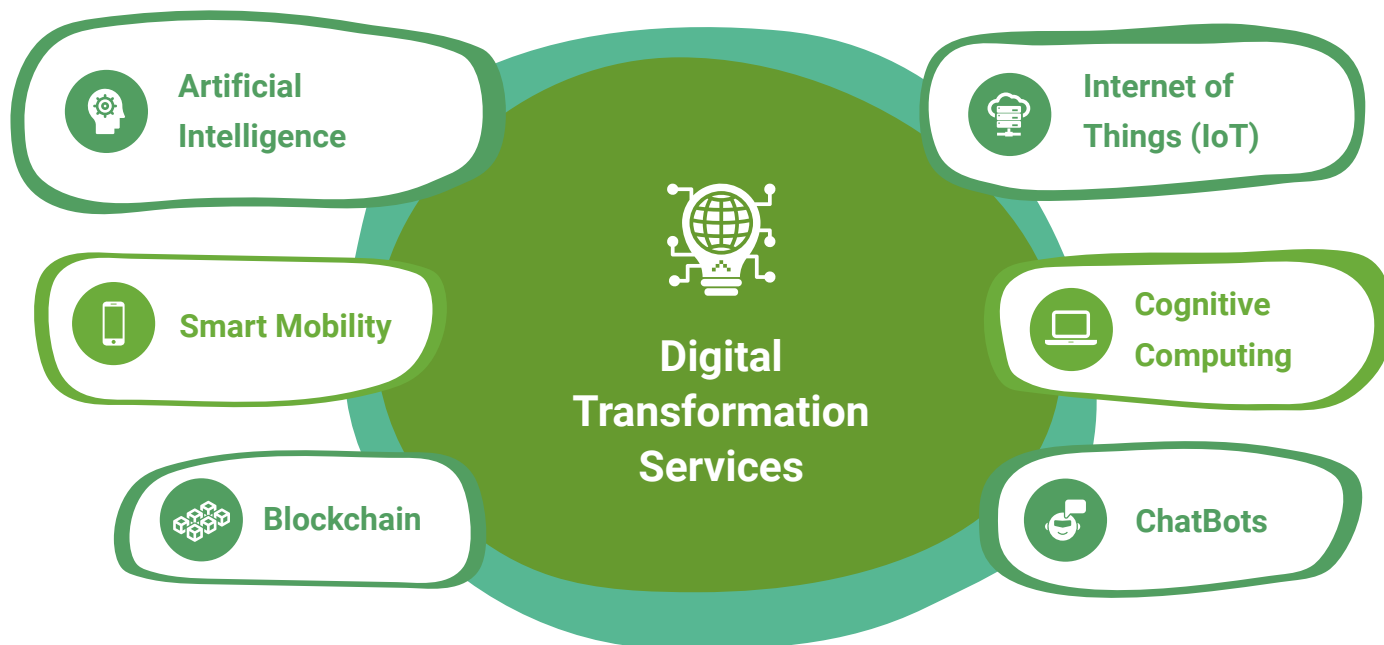 Artificial
Intelligence
Smart Mobility
Blockchain
Digital
Transformation
Services
Internet of
Things (IoT)
Cognitive
Computing
ChatBots